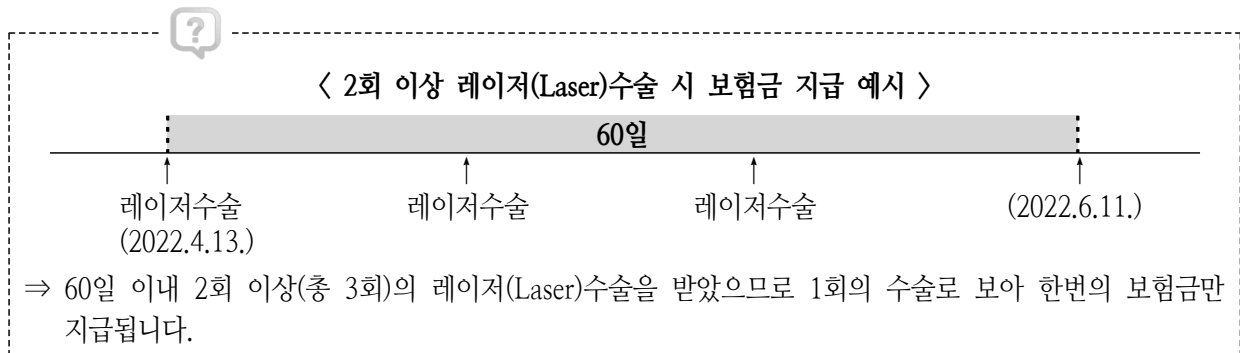 ?
〈 2회 이상 레이저(Laser)수술 시 보험금 지급 예시 〉
60일
레이저수술 레이저수술 레이저수술 (2022.6.11.)
(2022.4.13.)
⇒ 60일 이내 2회 이상(총 3회)의 레이저(Laser)수술을 받았으므로 1회의 수술로 보아 한번의 보험금만
지급됩니다.